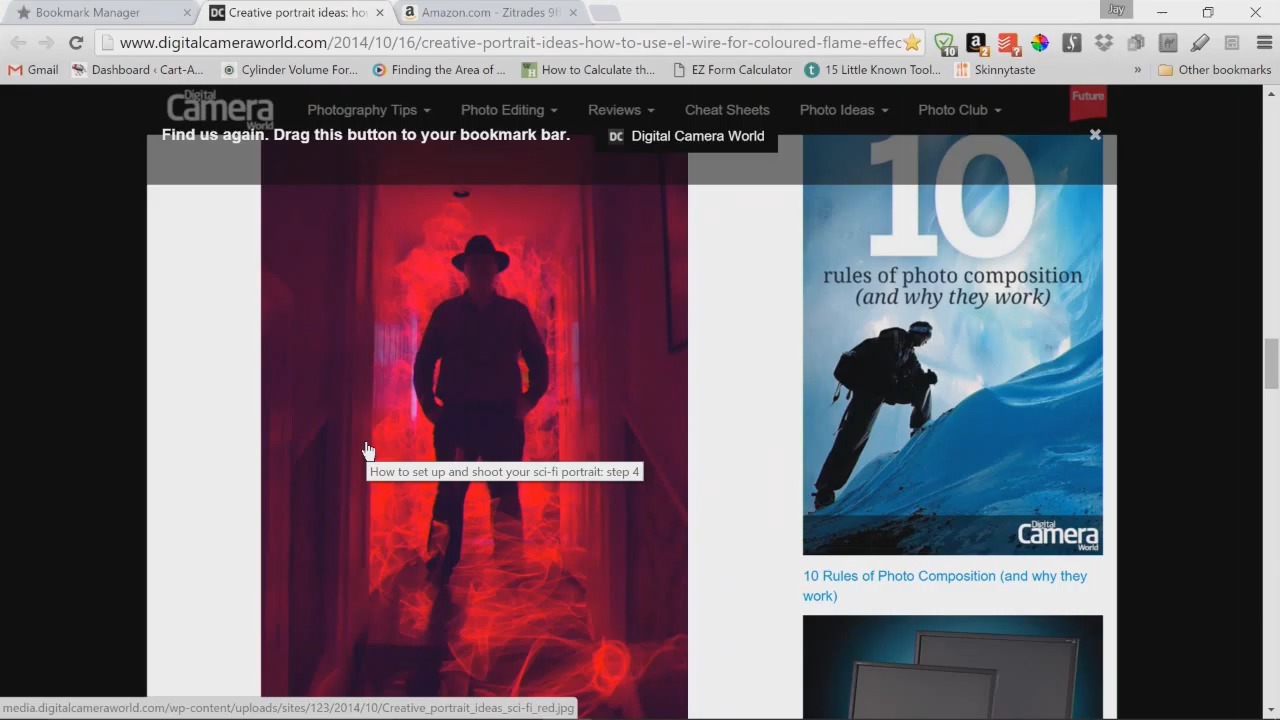 Bookmark Manager
DC Creative portrait ideas: ho
Amazon.com - Zitrades 9f
Jay
www.digitalcameraworld.com/2014/10/16/creative-portrait-ideas-how-to-use-el-wire-for-coloured-flame-effec
10
2
?
Gmail
Dashboard ‹ Cart-A...
Cylinder Volume For...
Finding the Area of ...
How to Calculate th...
EZ Form Calculator
15 Little Known Tool...
Skinnytaste
»
Other bookmarks
Digital Camera World
Photography Tips
Photo Editing
Reviews
Cheat Sheets
Photo Ideas
Photo Club
Future
Find us again. Drag this button to your bookmark bar.
DC Digital Camera World
10
rules of photo composition
(and why they work)
How to set up and shoot your sci-fi portrait: step 4
Digital
Camera
World
10 Rules of Photo Composition (and why they
work)
media.digitalcameraworld.com/wp-content/uploads/sites/123/2014/10/Creative_portrait_ideas_sci-fi_red.jpg